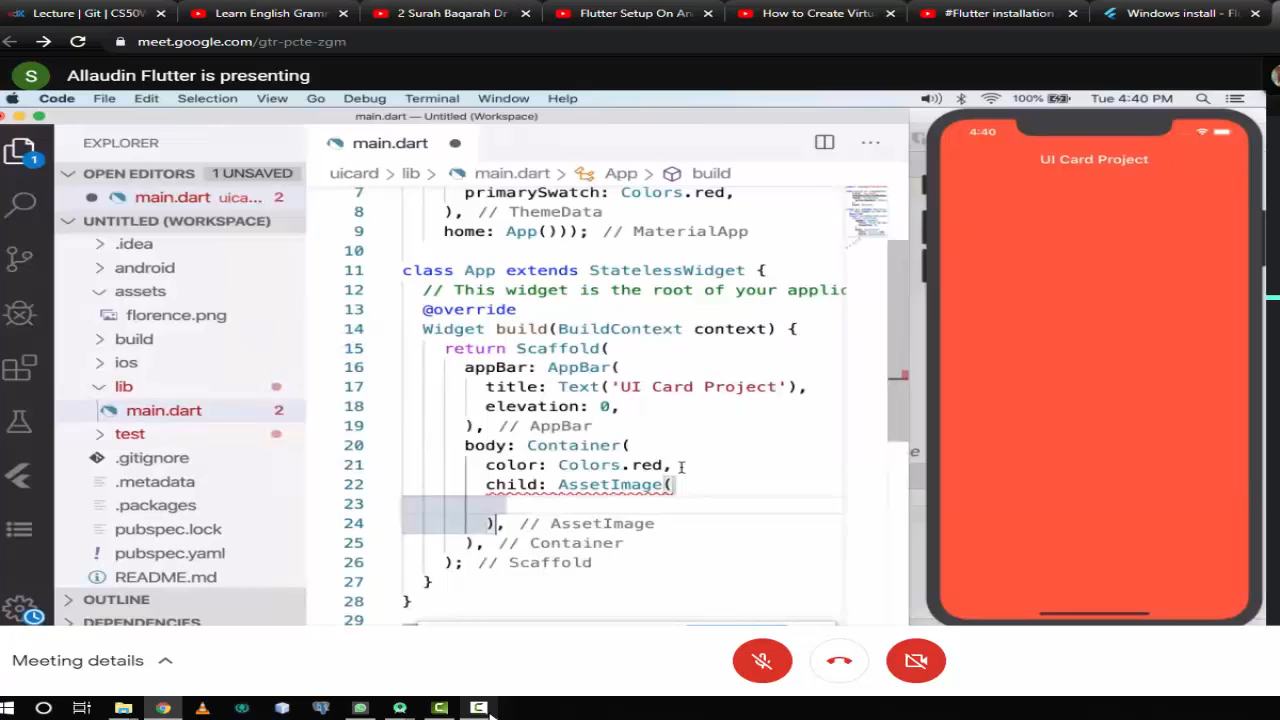 Lecture | Git | CS50W
Learn English Gramm
2 Surah Baqarah Dr
Flutter Setup On An
How to Create Virtu
#Flutter installation
Windows install - Fl
meet.google.com/gtr-pcte-zgm
S
Allaudin Flutter is presenting
Code File Edit Selection View Go Debug Terminal Window Help
100%
Tue 4:40 PM
main.dart — Untitled (Workspace)
EXPLORER
OPEN EDITORS 1 UNSAVED
main.dart uica... 2
UNTITLED (WORKSPACE)
.idea
android
assets
florence.png
build
ios
lib
main.dart 2
test
.gitignore
.metadata
.packages
pubspec.lock
pubspec.yaml
README.md
OUTLINE
DEPENDENCIES
1
main.dart
uicard > lib > main.dart > App > build
7 primarySwatch: Colors.red,
8 ), // ThemeData
9 home: App())); // MaterialApp
10
11 class App extends StatelessWidget {
12 // This widget is the root of your applic
13 @override
14 Widget build(BuildContext context) {
15 return Scaffold(
16 appBar: AppBar(
17 title: Text('UI Card Project'),
18 elevation: 0,
19 ), // AppBar
20 body: Container(
21 color: Colors.red,
22 child: AssetImage(
23
24 ), // AssetImage
25 ), // Container
26 ); // Scaffold
27 }
28 }
29
4:40
UI Card Project
Meeting details